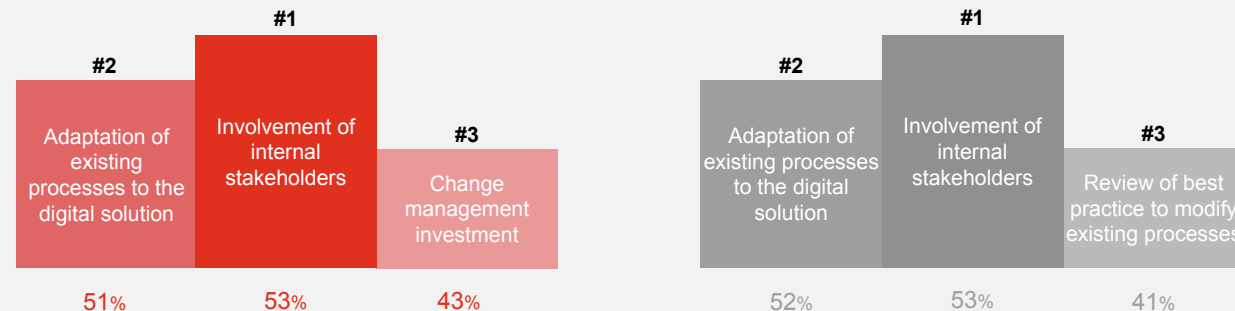 #1
#2
Adaptation of
existing
processes to the
digital solution
Involvement of
internal
stakeholders
#3
Change
management
investment
51%
53%
43%
#1
#2
Adaptation of
existing processes
to the digital
solution
Involvement of
internal
stakeholders
#3
Review of best
practice to modify
existing processes
52%
53%
41%